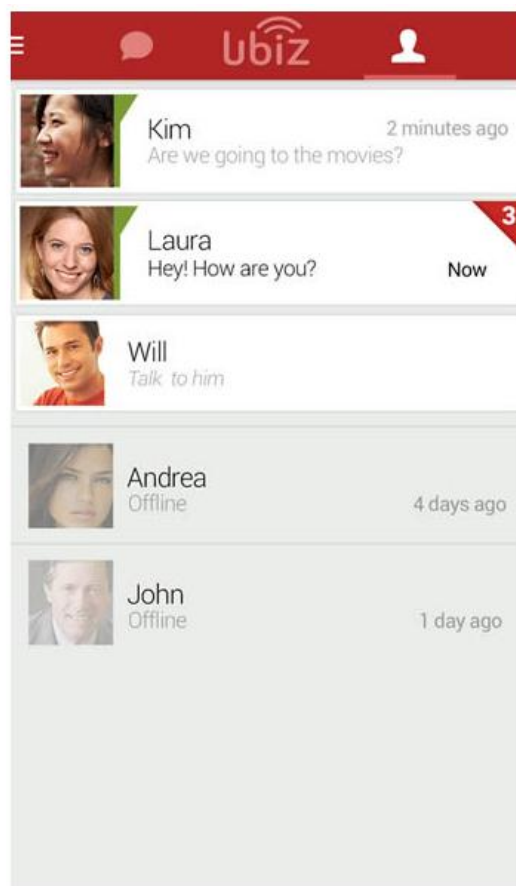 Ubiz
Kim 2 minutes ago
Are we going to the movies?
3
Laura
Hey! How are you? Now
Will
Talk to him
Andrea
Offline 4 days ago
John
Offline 1 day ago